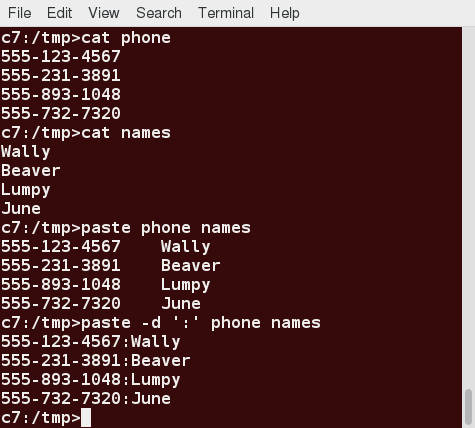 File Edit View Search Terminal Help
c7:/tmp>cat phone
555-123-4567
555-231-3891
555-893-1048
555-732-7320
c7:/tmp>cat names
Wally
Beaver
Lumpy
June
c7:/tmp>paste phone names
555-123-4567    Wally
555-231-3891    Beaver
555-893-1048    Lumpy
555-732-7320    June
c7:/tmp>paste -d ':' phone names
555-123-4567:Wally
555-231-3891:Beaver
555-893-1048:Lumpy
555-732-7320:June
c7:/tmp>